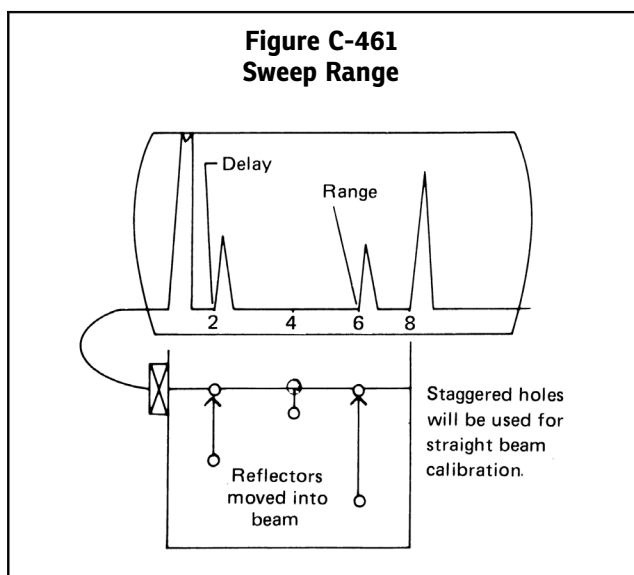 Figure C-461
Sweep Range
Delay
Range
2 4 6 8
Staggered holes
will be used for
straight beam
calibration.
Reflectors
moved into
beam